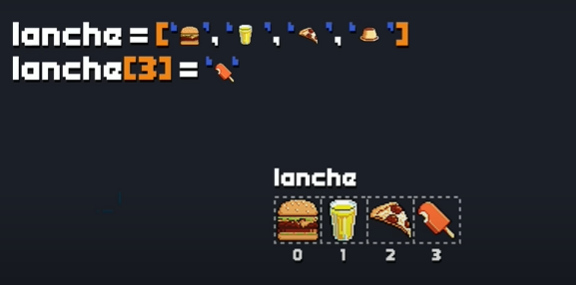 lanche = ['🍔', '🥛', '🍕', '🍮']
lanche[3] = '🍡'
lanche
0 1 2 3